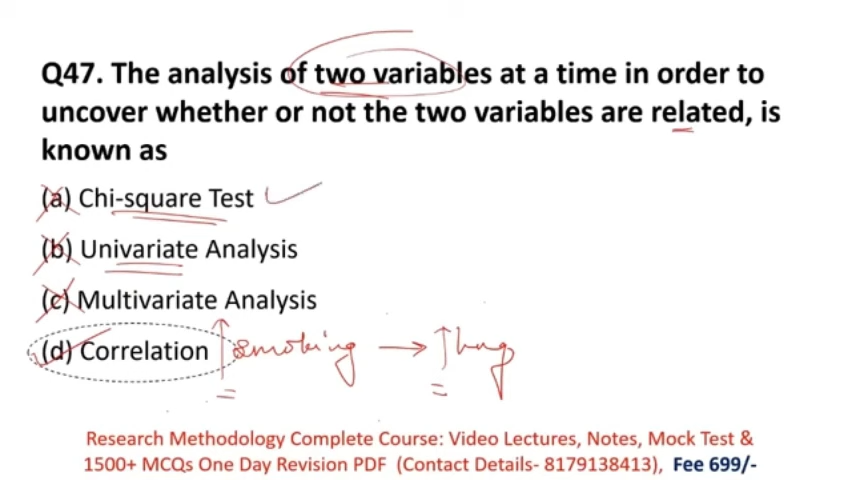 Q47. The analysis of two variables at a time in order to
uncover whether or not the two variables are related, is
known as
(a) Chi-square Test
(b) Univariate Analysis
(c) Multivariate Analysis
(d) Correlation smoking →
Research Methodology Complete Course: Video Lectures, Notes, Mock Test &
1500+ MCQs One Day Revision PDF (Contact Details- 8179138413), Fee 699/-